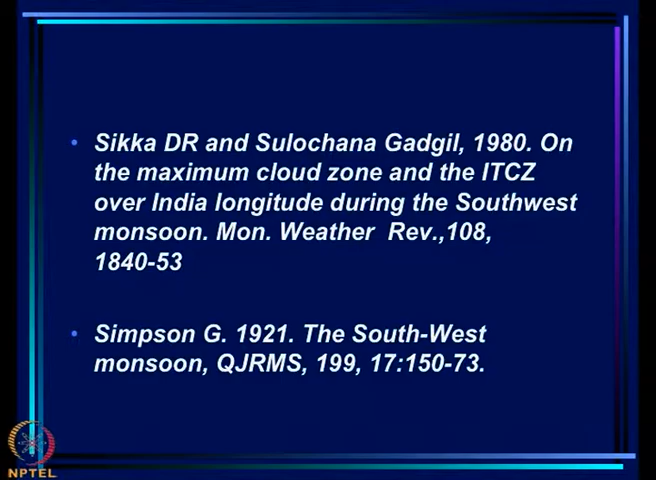 Sikka DR and Sulochana Gadgil, 1980. On
the maximum cloud zone and the ITCZ
over India longitude during the Southwest
monsoon. Mon. Weather Rev.,108,
1840-53
Simpson G. 1921. The South-West
monsoon, QJRMS, 199, 17:150-73.
NPTEL